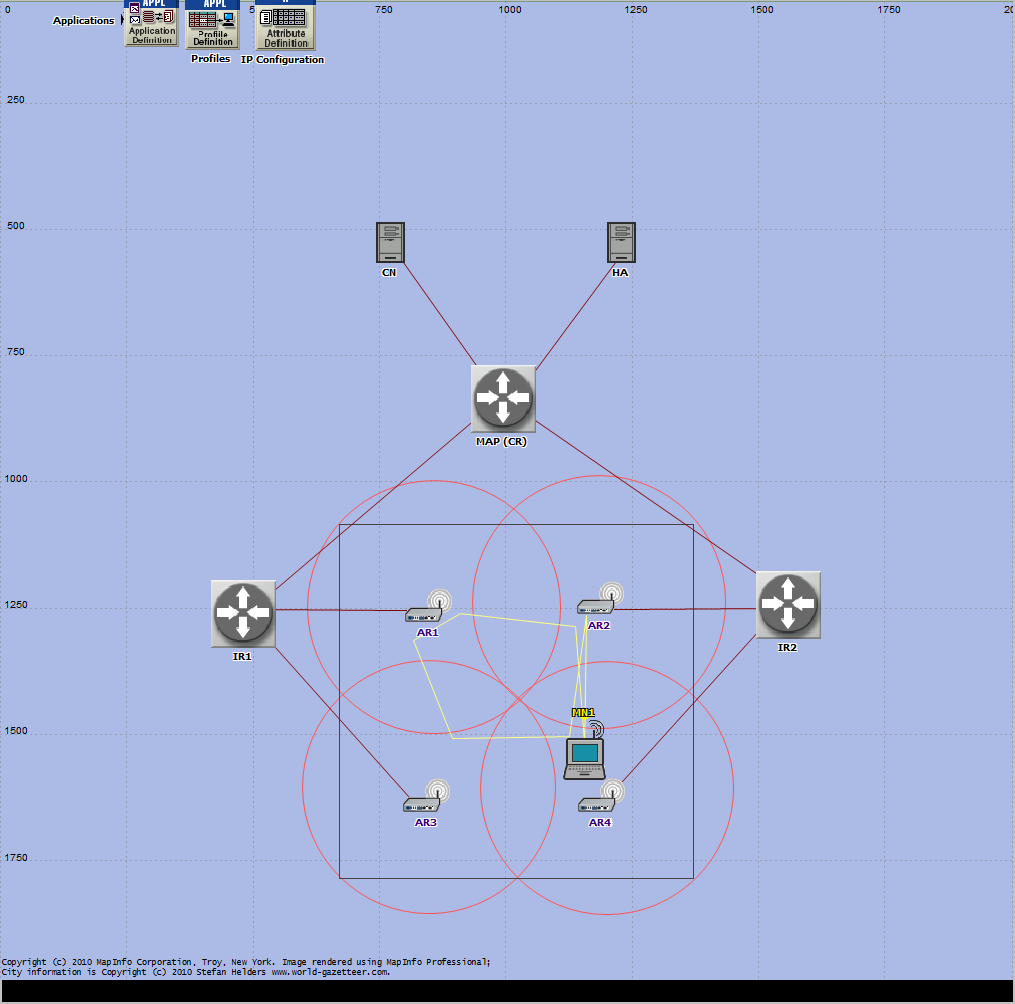 0 5 750 1000 1250 1500 1750 20
APPL APPL
Applications Application Definition Profile Definition Attribute Definition
Profiles IP Configuration
250
500
CN HA
750
MAP (CR)
1000
1250
AR1 AR2
IR1 IR2
MN1
1500
AR3 AR4
1750
Copyright (c) 2010 MapInfo Corporation, Troy, New York. Image rendered using MapInfo Professional;
City information is Copyright (c) 2010 Stefan Helders www.world-gazetteer.com.